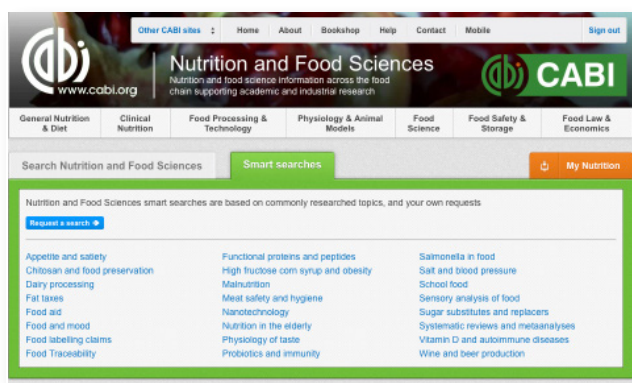 Other CABI sites Home About Bookshop Help Contact Mobile Sign out
cabi
www.cabi.org
Nutrition and Food Sciences
Nutrition and food science information across the food
chain supporting academic and industrial research
cabi CABI
General Nutrition
& Diet
Clinical
Nutrition
Food Processing &
Technology
Physiology & Animal
Models
Food
Science
Food Safety &
Storage
Food Law &
Economics
Search Nutrition and Food Sciences
Smart searches
My Nutrition
Nutrition and Food Sciences smart searches are based on commonly researched topics, and your own requests
Request a search
Appetite and satiety
Chitosan and food preservation
Dairy processing
Fat taxes
Food aid
Food and mood
Food labelling claims
Food Traceability
Functional proteins and peptides
High fructose corn syrup and obesity
Malnutrition
Meat safety and hygiene
Nanotechnology
Nutrition in the elderly
Physiology of taste
Probiotics and immunity
Salmonella in food
Salt and blood pressure
School food
Sensory analysis of food
Sugar substitutes and replacers
Systematic reviews and metaanalyses
Vitamin D and autoimmune diseases
Wine and beer production